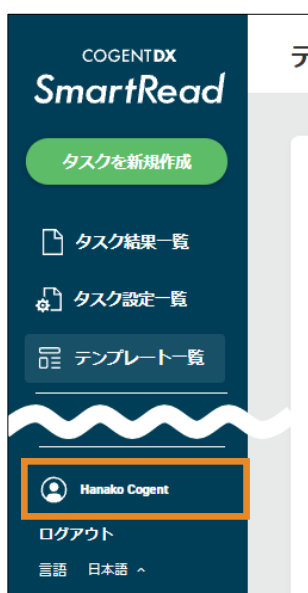 COGENTDX
SmartRead
タスクを新規作成
タスク結果一覧
タスク設定一覧
テンプレート一覧
Hanako Cogent
ログアウト
言語 日本語